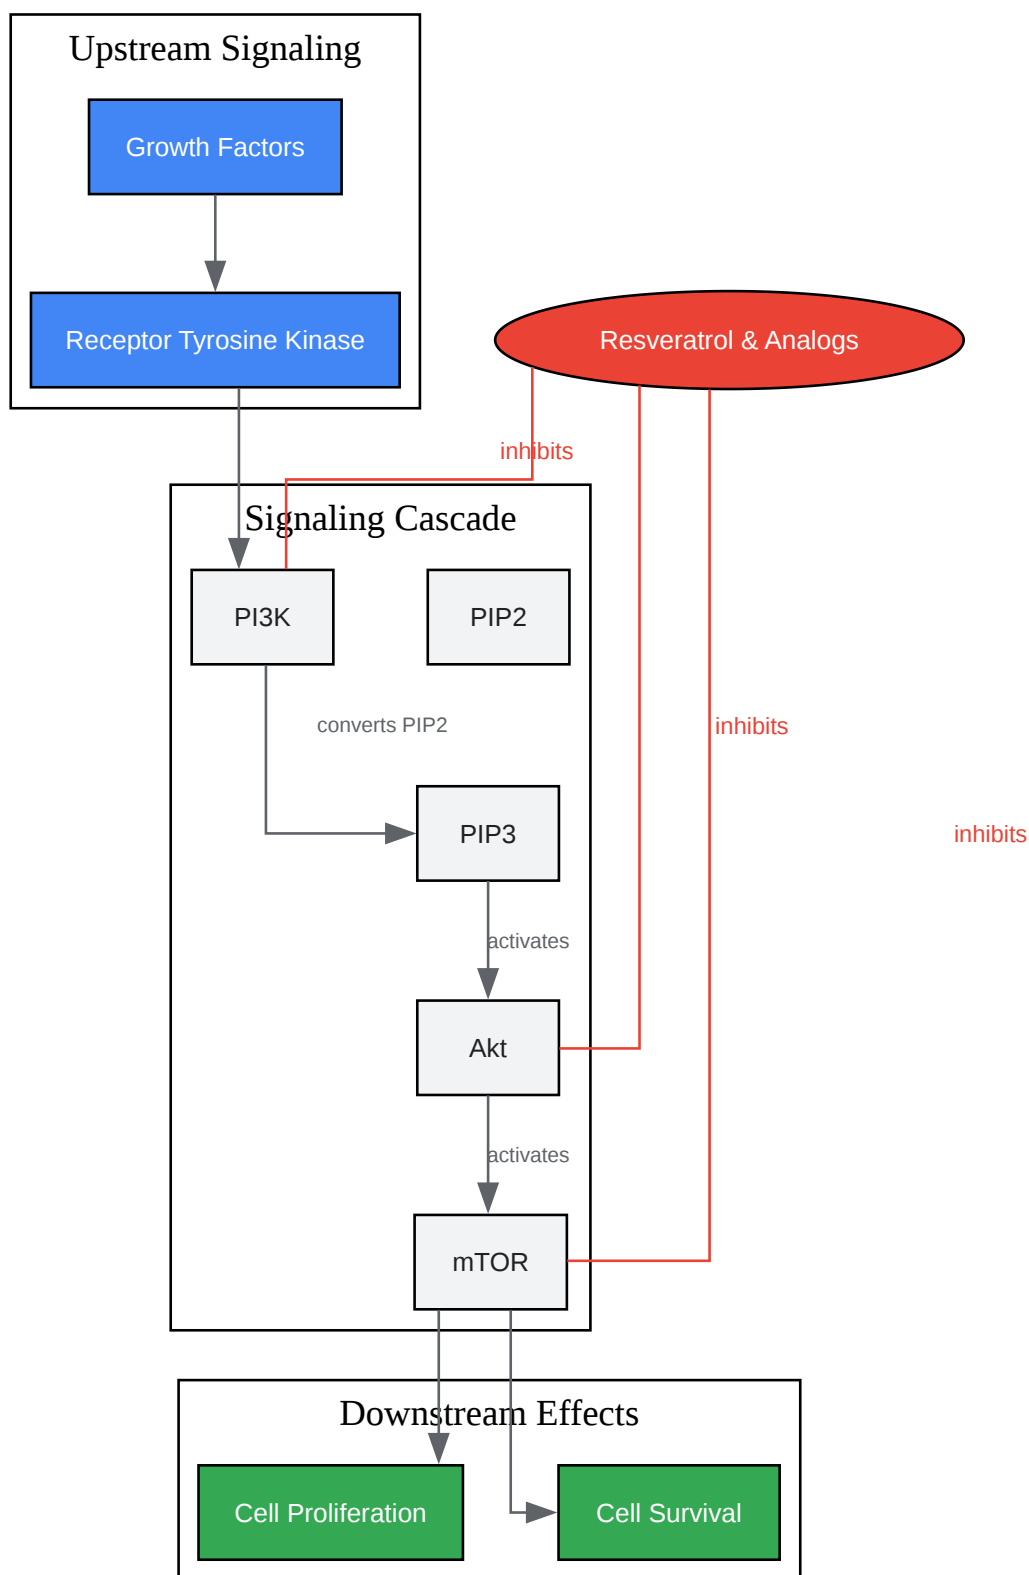 Upstream Signaling
Growth Factors
Receptor Tyrosine Kinase
Resveratrol & Analogs
inhibits
Signaling Cascade
PI3K
PIP2
converts PIP2
inhibits
PIP3
inhibits
activates
Akt
activates
mTOR
Downstream Effects
Cell Proliferation
Cell Survival